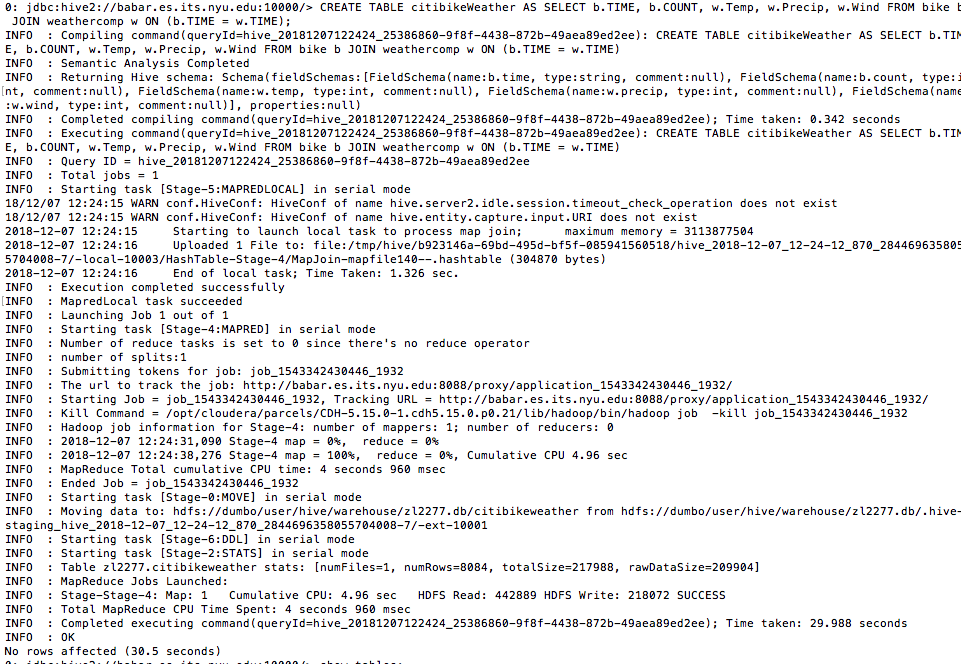 0: jdbc:hive2://babar.es.its.nyu.edu:10000/> CREATE TABLE citibikeWeather AS SELECT b.TIME, b.COUNT, w.Temp, w.Precip, w.Wind FROM bike b
JOIN weathercomp w ON (b.TIME = w.TIME);
INFO  : Compiling command(queryId=hive_20181207122424_25386860-9f8f-4438-872b-49aea89ed2ee): CREATE TABLE citibikeWeather AS SELECT b.TIM
E, b.COUNT, w.Temp, w.Precip, w.Wind FROM bike b JOIN weathercomp w ON (b.TIME = w.TIME)
INFO  : Semantic Analysis Completed
INFO  : Returning Hive schema: Schema(fieldSchemas:[FieldSchema(name:b.time, type:string, comment:null), FieldSchema(name:b.count, type:i
nt, comment:null), FieldSchema(name:w.temp, type:int, comment:null), FieldSchema(name:w.precip, type:int, comment:null), FieldSchema(name
:w.wind, type:int, comment:null)], properties:null)
INFO  : Completed compiling command(queryId=hive_20181207122424_25386860-9f8f-4438-872b-49aea89ed2ee); Time taken: 0.342 seconds
INFO  : Executing command(queryId=hive_20181207122424_25386860-9f8f-4438-872b-49aea89ed2ee): CREATE TABLE citibikeWeather AS SELECT b.TIM
E, b.COUNT, w.Temp, w.Precip, w.Wind FROM bike b JOIN weathercomp w ON (b.TIME = w.TIME)
INFO  : Query ID = hive_20181207122424_25386860-9f8f-4438-872b-49aea89ed2ee
INFO  : Total jobs = 1
INFO  : Starting task [Stage-5:MAPREDLOCAL] in serial mode
18/12/07 12:24:15 WARN conf.HiveConf: HiveConf of name hive.server2.idle.session.timeout_check_operation does not exist
18/12/07 12:24:15 WARN conf.HiveConf: HiveConf of name hive.entity.capture.input.URI does not exist
2018-12-07 12:24:15     Starting to launch local task to process map join;      maximum memory = 3113877504
2018-12-07 12:24:16     Uploaded 1 File to: file:/tmp/hive/b923146a-69bd-495d-bf5f-085941560518/hive_2018-12-07_12-24-12_870_284469635805
5704008-7/-local-10003/HashTable-Stage-4/MapJoin-mapfile140--.hashtable (304870 bytes)
2018-12-07 12:24:16     End of local task; Time Taken: 1.326 sec.
INFO  : Execution completed successfully
INFO  : MapredLocal task succeeded
INFO  : Launching Job 1 out of 1
INFO  : Starting task [Stage-4:MAPRED] in serial mode
INFO  : Number of reduce tasks is set to 0 since there's no reduce operator
INFO  : number of splits:1
INFO  : Submitting tokens for job: job_1543342430446_1932
INFO  : The url to track the job: http://babar.es.its.nyu.edu:8088/proxy/application_1543342430446_1932/
INFO  : Starting Job = job_1543342430446_1932, Tracking URL = http://babar.es.its.nyu.edu:8088/proxy/application_1543342430446_1932/
INFO  : Kill Command = /opt/cloudera/parcels/CDH-5.15.0-1.cdh5.15.0.p0.21/lib/hadoop/bin/hadoop job  -kill job_1543342430446_1932
INFO  : Hadoop job information for Stage-4: number of mappers: 1; number of reducers: 0
INFO  : 2018-12-07 12:24:31,090 Stage-4 map = 0%,  reduce = 0%
INFO  : 2018-12-07 12:24:38,276 Stage-4 map = 100%,  reduce = 0%, Cumulative CPU 4.96 sec
INFO  : MapReduce Total cumulative CPU time: 4 seconds 960 msec
INFO  : Ended Job = job_1543342430446_1932
INFO  : Starting task [Stage-0:MOVE] in serial mode
INFO  : Moving data to: hdfs://dumbo/user/hive/warehouse/zl2277.db/citibikeweather from hdfs://dumbo/user/hive/warehouse/zl2277.db/.hive-
staging_hive_2018-12-07_12-24-12_870_2844696358055704008-7/-ext-10001
INFO  : Starting task [Stage-6:DDL] in serial mode
INFO  : Starting task [Stage-2:STATS] in serial mode
INFO  : Table zl2277.citibikeweather stats: [numFiles=1, numRows=8084, totalSize=217988, rawDataSize=209904]
INFO  : MapReduce Jobs Launched:
INFO  : Stage-Stage-4: Map: 1   Cumulative CPU: 4.96 sec   HDFS Read: 442889 HDFS Write: 218072 SUCCESS
INFO  : Total MapReduce CPU Time Spent: 4 seconds 960 msec
INFO  : Completed executing command(queryId=hive_20181207122424_25386860-9f8f-4438-872b-49aea89ed2ee); Time taken: 29.988 seconds
INFO  : OK
No rows affected (30.5 seconds)
0: jdbc:hive2://babar.es.its.nyu.edu:10000/> show tables;